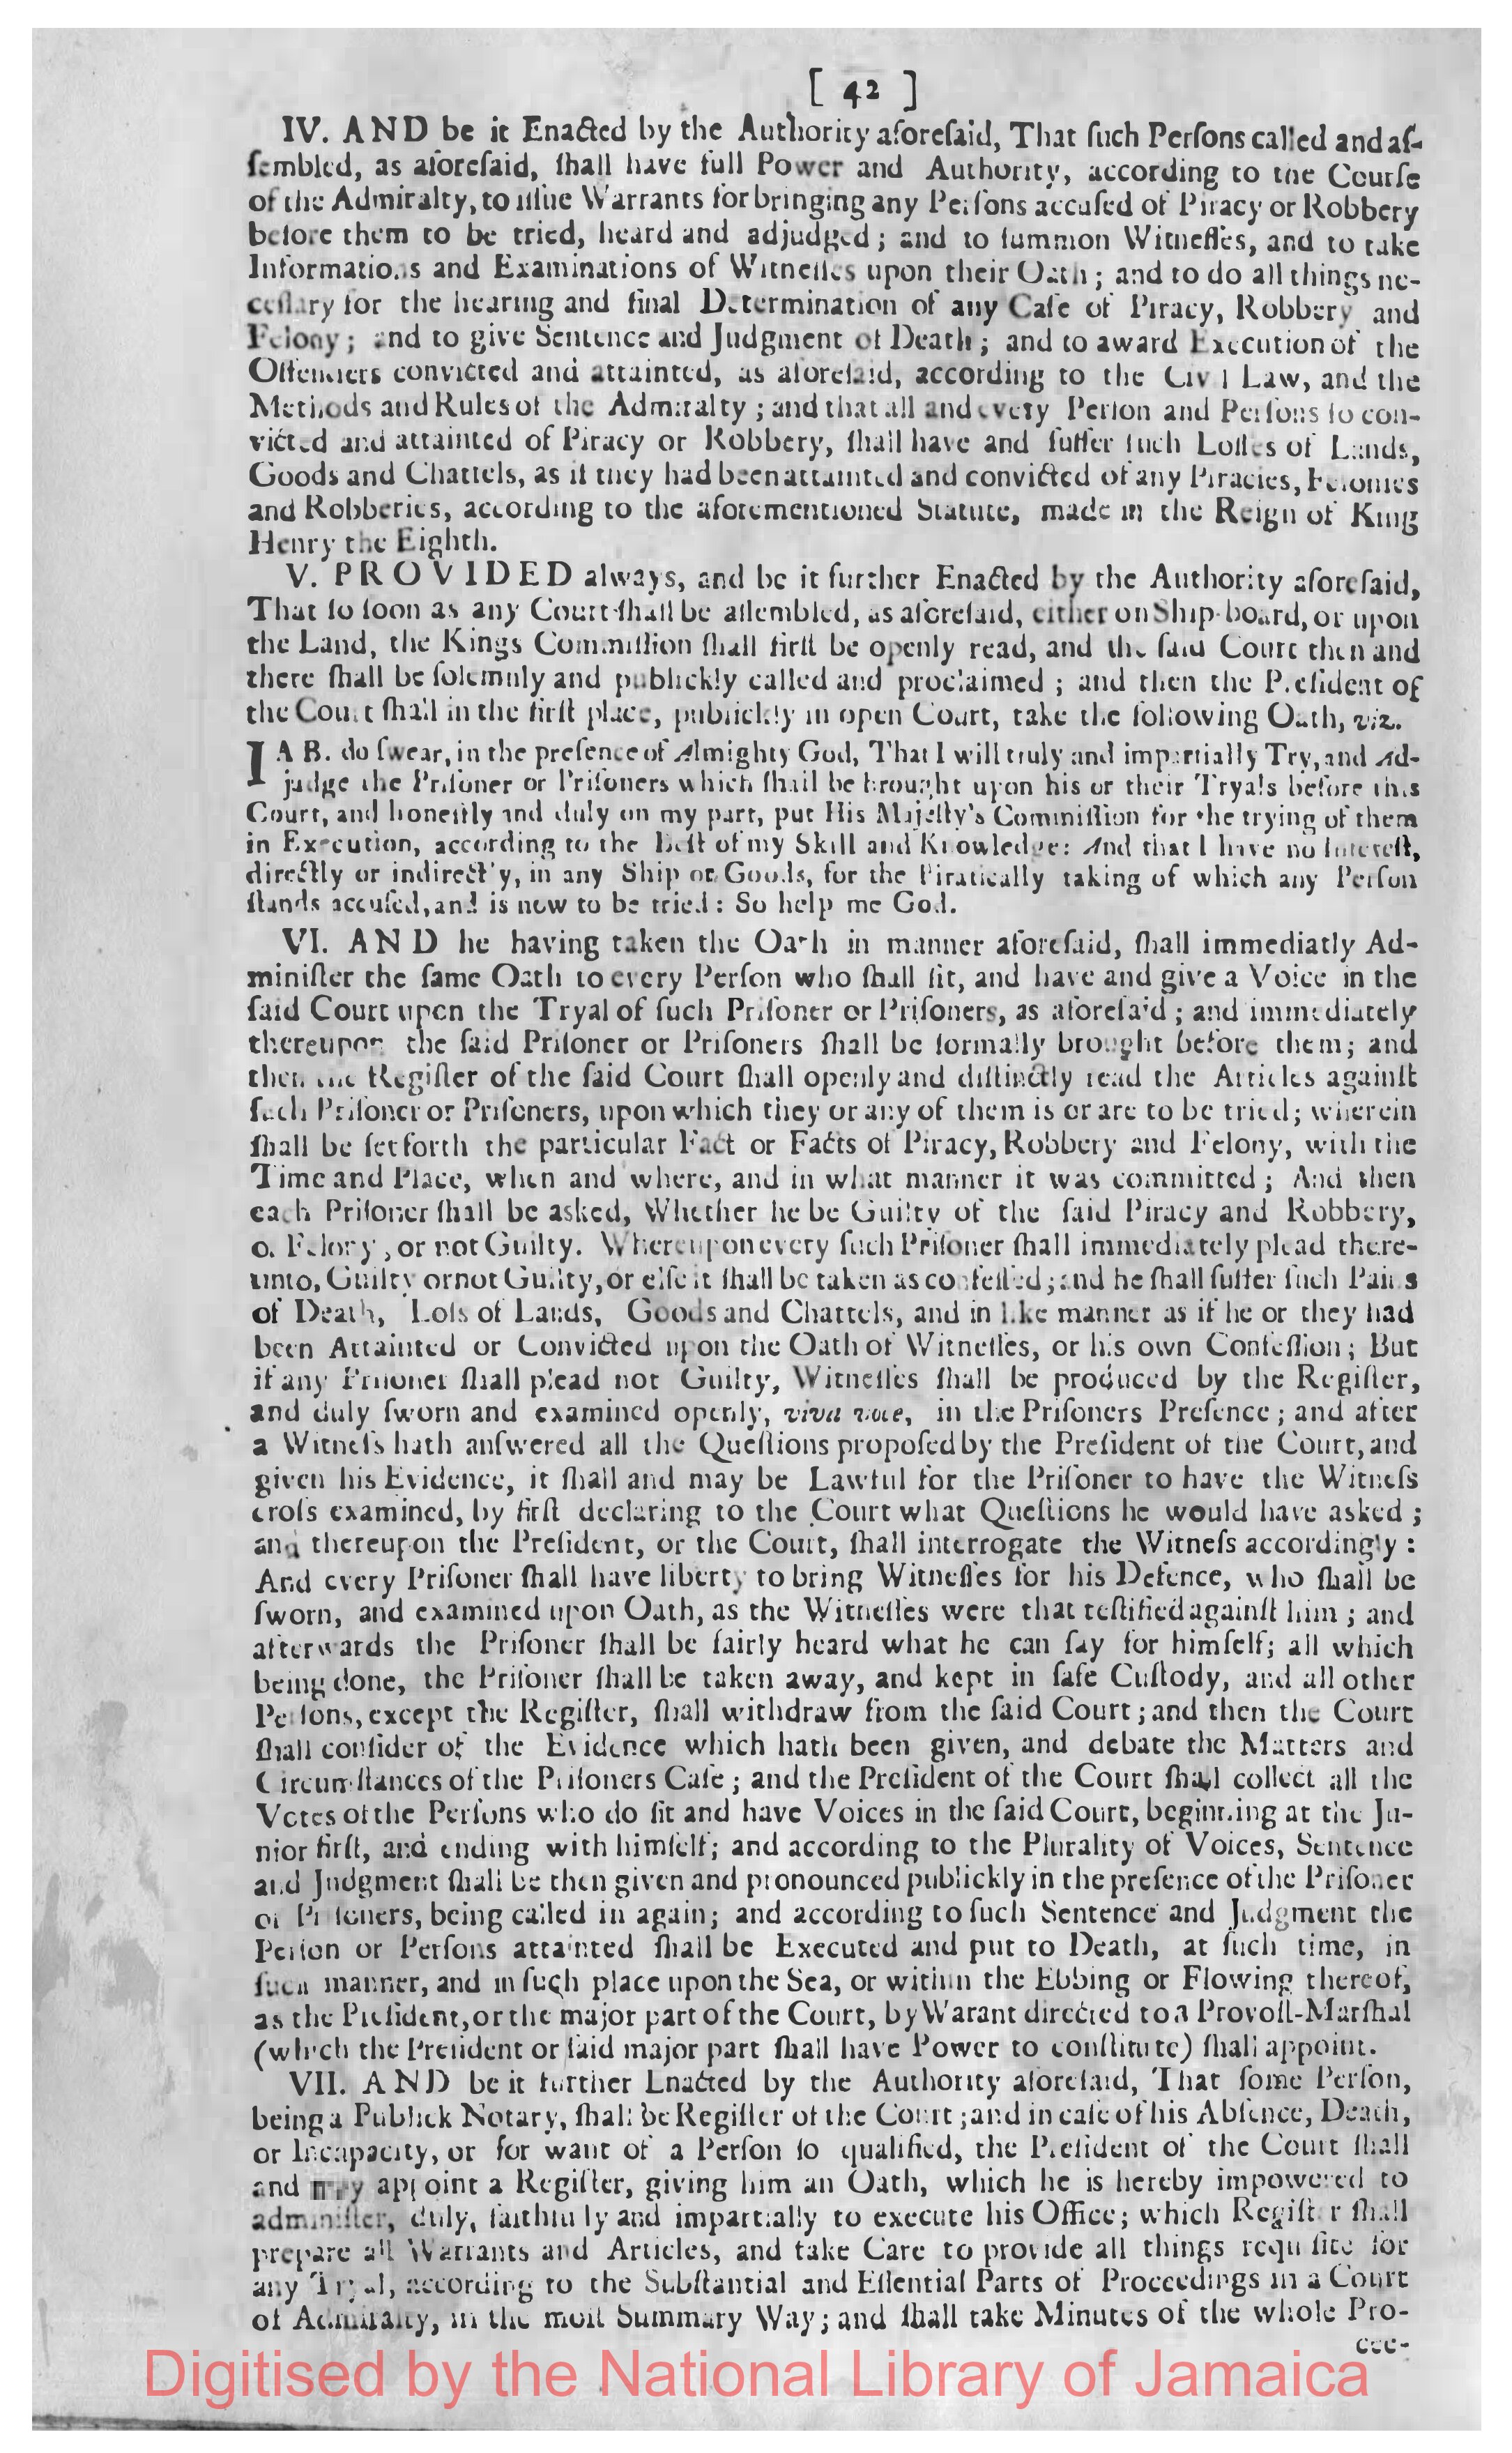 [ 42 ]
IV. AND be it Enacted by the Authority aforeſaid, That ſuch Perſons called and aſ-
ſembled, as aforeſaid, ſhall have full Power and Authority, according to the Courſe
of the Admiralty, to iſſue Warrants for bringing any Perſons accuſed of Piracy or Robbery
before them to be tried, heard and adjudged; and to ſummon Witneſſes, and to take
Informations and Examinations of Witneſſes upon their Oath; and to do all things ne-
ceſſary for the hearing and final Determination of any Caſe of Piracy, Robbery and
Felony; and to give Sentence and Judgment of Death; and to award Execution of the
Offenders convicted and attainted, as aforeſaid, according to the Civil Law, and the
Methods and Rules of the Admiralty; and that all and every Perſon and Perſons ſo con-
victed and attainted of Piracy or Robbery, ſhall have and ſuffer ſuch Loſſes of Lands,
Goods and Chattels, as if they had been attainted and convicted of any Piracies, Felonies
and Robberies, according to the aforementioned Statute, made in the Reign of King
Henry the Eighth.
V. PROVIDED always, and be it further Enacted by the Authority aforeſaid,
That ſo ſoon as any Court ſhall be aſſembled, as aforeſaid, either on Ship-board, or upon
the Land, the Kings Commiſſion ſhall firſt be openly read, and the ſaid Court then and
there ſhall be ſolemnly and publickly called and proclaimed; and then the Preſident of
the Court ſhall in the firſt place, publickly in open Court, take the following Oath, viz.
I A B. do ſwear, in the preſence of Almighty God, That I will truly and impartially Try, and Ad-
judge the Priſoner or Priſoners which ſhall be brought upon his or their Tryals before this
Court, and honeſtly and duly on my part, put His Majeſty's Commiſſion for the trying of them
in Execution, according to the Beſt of my Skill and Knowledge: And that I have no Intereſt,
directly or indirectly, in any Ship or Goods, for the Piratically taking of which any Perſon
ſtands accuſed, and is now to be tried: So help me God.
VI. AND he having taken the Oath in manner aforeſaid, ſhall immediatly Ad-
miniſter the ſame Oath to every Perſon who ſhall ſit, and have and give a Voice in the
ſaid Court upon the Tryal of ſuch Priſoner or Priſoners, as aforeſaid; and immediately
thereupon the ſaid Priſoner or Priſoners ſhall be formally brought before them; and
then the Regiſter of the ſaid Court ſhall openly and diſtinctly read the Articles againſt
ſuch Priſoner or Priſoners, upon which they or any of them is or are to be tried; wherein
ſhall be ſet forth the particular Fact or Facts of Piracy, Robbery and Felony, with the
Time and Place, when and where, and in what manner it was committed; And then
each Priſoner ſhall be asked, Whether he be Guilty of the ſaid Piracy and Robbery,
or Felony, or not Guilty. Whereupon every ſuch Priſoner ſhall immediately plead there-
unto, Guilty or not Guilty, or elſe it ſhall be taken as confeſſed; and he ſhall ſuffer ſuch Pains
of Death, Loſs of Lands, Goods and Chattels, and in like manner as if he or they had
been Attainted or Convicted upon the Oath of Witneſſes, or his own Confeſſion; But
if any Priſoner ſhall plead not Guilty, Witneſſes ſhall be produced by the Regiſter,
and duly ſworn and examined openly, viva voce, in the Priſoners Preſence; and after
a Witneſs hath anſwered all the Queſtions propoſed by the Preſident of the Court, and
given his Evidence, it ſhall and may be Lawful for the Priſoner to have the Witneſs
croſs examined, by firſt declaring to the Court what Queſtions he would have asked;
and thereupon the Preſident, or the Court, ſhall interrogate the Witneſs accordingly:
And every Priſoner ſhall have liberty to bring Witneſſes for his Defence, who ſhall be
ſworn, and examined upon Oath, as the Witneſſes were that teſtified againſt him; and
afterwards the Priſoner ſhall be fairly heard what he can ſay for himſelf; all which
being done, the Priſoner ſhall be taken away, and kept in ſafe Cuſtody, and all other
Perſons, except the Regiſter, ſhall withdraw from the ſaid Court; and then the Court
ſhall conſider of the Evidence which hath been given, and debate the Matters and
Circumſtances of the Priſoners Caſe; and the Preſident of the Court ſhall collect all the
Votes of the Perſons who do ſit and have Voices in the ſaid Court, beginning at the Ju-
nior firſt, and ending with himſelf; and according to the Plurality of Voices, Sentence
and Judgment ſhall be then given and pronounced publickly in the preſence of the Priſoner
or Priſoners, being called in again; and according to ſuch Sentence and Judgment the
Perſon or Perſons attainted ſhall be Executed and put to Death, at ſuch time, in
ſuch manner, and in ſuch place upon the Sea, or within the Ebbing or Flowing thereof,
as the Preſident, or the major part of the Court, by Warant directed to a Provoſt-Marſhal
(which the Preſident or ſaid major part ſhall have Power to conſtitute) ſhall appoint.
VII. AND be it further Enacted by the Authority aforeſaid, That ſome Perſon,
being a Publick Notary, ſhall be Regiſter of the Court; and in caſe of his Abſence, Death,
or Incapacity, or for want of a Perſon ſo qualified, the Preſident of the Court ſhall
and may appoint a Regiſter, giving him an Oath, which he is hereby impowered to
adminiſter, duly, faithfully and impartially to execute his Office; which Regiſter ſhall
prepare all Warrants and Articles, and take Care to provide all things requiſite for
any Tryal, according to the Subſtantial and Eſſential Parts of Proceedings in a Court
of Admiralty, in the moſt Summary Way; and ſhall take Minutes of the whole Pro-
cee-
Digitised by the National Library of Jamaica